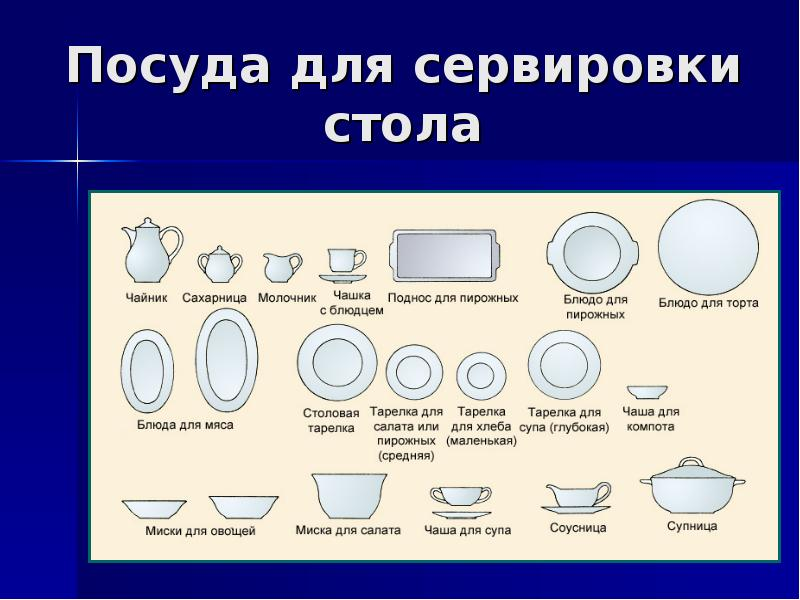 Посуда для сервировки
стола
Чайник
Сахарница
Молочник
Чашка
с блюдцем
Поднос для пирожных
Блюдо для
пирожных
Блюдо для торта
Блюда для мяса
Столовая
тарелка
Тарелка для
салата или
пирожных
(средняя)
Тарелка
для хлеба
(маленькая)
Тарелка для
супа (глубокая)
Чаша для
компота
Миски для овощей
Миска для салата
Чаша для супа
Соусница
Супница